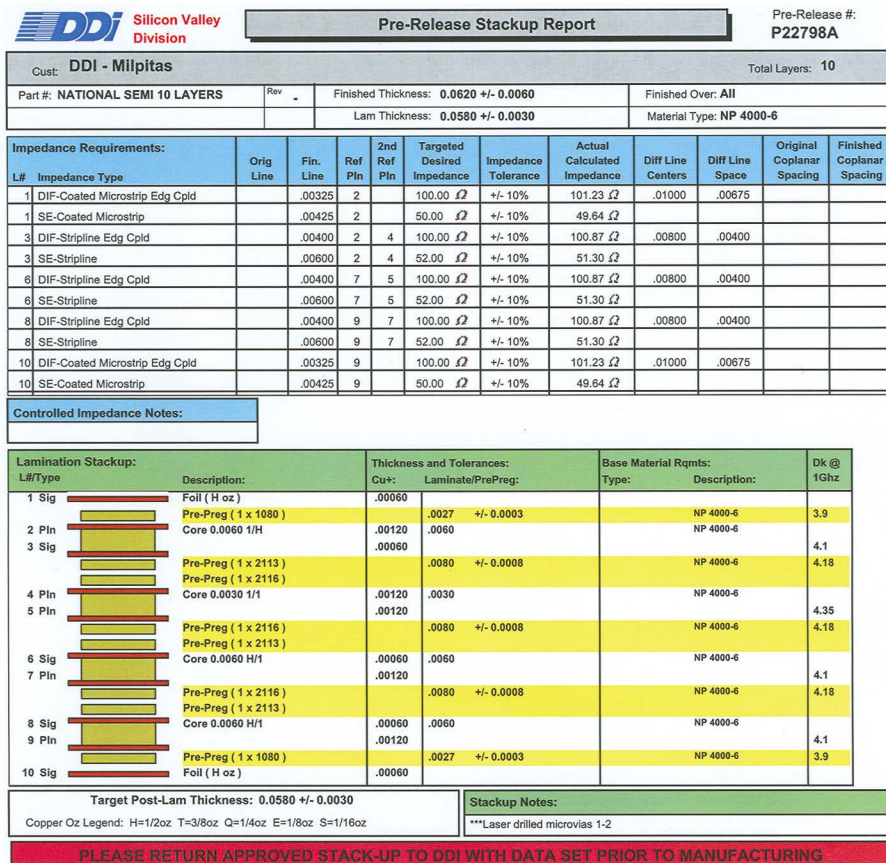 DDi Silicon Valley Division
Pre-Release Stackup Report
Pre-Release #:
P22798A
Cust: DDI - Milpitas
Total Layers: 10
Part #: NATIONAL SEMI 10 LAYERS
Rev -
Finished Thickness: 0.0620 +/- 0.0060
Finished Over: All
Lam Thickness: 0.0580 +/- 0.0030
Material Type: NP 4000-6
Impedance Requirements:
L# Impedance Type Orig Line Fin. Line Ref Pln 2nd Ref Pln Targeted Desired Impedance Impedance Tolerance Actual Calculated Impedance Diff Line Centers Diff Line Space Original Coplanar Spacing Finished Coplanar Spacing
1 DIF-Coated Microstrip Edg Cpld .00325 2 100.00 Ω +/- 10% 101.23 Ω .01000 .00675
1 SE-Coated Microstrip .00425 2 50.00 Ω +/- 10% 49.64 Ω
3 DIF-Stripline Edg Cpld .00400 2 4 100.00 Ω +/- 10% 100.87 Ω .00800 .00400
3 SE-Stripline .00600 2 4 52.00 Ω +/- 10% 51.30 Ω
6 DIF-Stripline Edg Cpld .00400 7 5 100.00 Ω +/- 10% 100.87 Ω .00800 .00400
6 SE-Stripline .00600 7 5 52.00 Ω +/- 10% 51.30 Ω
8 DIF-Stripline Edg Cpld .00400 9 7 100.00 Ω +/- 10% 100.87 Ω .00800 .00400
8 SE-Stripline .00600 9 7 52.00 Ω +/- 10% 51.30 Ω
10 DIF-Coated Microstrip Edg Cpld .00325 9 100.00 Ω +/- 10% 101.23 Ω .01000 .00675
10 SE-Coated Microstrip .00425 9 50.00 Ω +/- 10% 49.64 Ω
Controlled Impedance Notes:
Lamination Stackup: Thickness and Tolerances: Base Material Rqmts: Dk @
L#/Type Description: Cu+: Laminate/PrePreg: Type: Description: 1Ghz
1 Sig Foil ( H oz ) .00060
Pre-Preg ( 1 x 1080 ) .0027 +/- 0.0003 NP 4000-6 3.9
2 Pln Core 0.0060 1/H .00120 .0060 NP 4000-6
3 Sig .00060 4.1
Pre-Preg ( 1 x 2113 ) .0080 +/- 0.0008 NP 4000-6 4.18
Pre-Preg ( 1 x 2116 )
4 Pln Core 0.0030 1/1 .00120 .0030 NP 4000-6
5 Pln .00120 4.35
Pre-Preg ( 1 x 2116 ) .0080 +/- 0.0008 NP 4000-6 4.18
Pre-Preg ( 1 x 2113 )
6 Sig Core 0.0060 H/1 .00060 .0060 NP 4000-6
7 Pln .00120 4.1
Pre-Preg ( 1 x 2116 ) .0080 +/- 0.0008 NP 4000-6 4.18
Pre-Preg ( 1 x 2113 )
8 Sig Core 0.0060 H/1 .00060 .0060 NP 4000-6
9 Pln .00120 4.1
Pre-Preg ( 1 x 1080 ) .0027 +/- 0.0003 NP 4000-6 3.9
10 Sig Foil ( H oz ) .00060
Target Post-Lam Thickness: 0.0580 +/- 0.0030
Copper Oz Legend: H=1/2oz T=3/8oz Q=1/4oz E=1/8oz S=1/16oz
Stackup Notes:
***Laser drilled microvias 1-2
PLEASE RETURN APPROVED STACK-UP TO DDI WITH DATA SET PRIOR TO MANUFACTURING